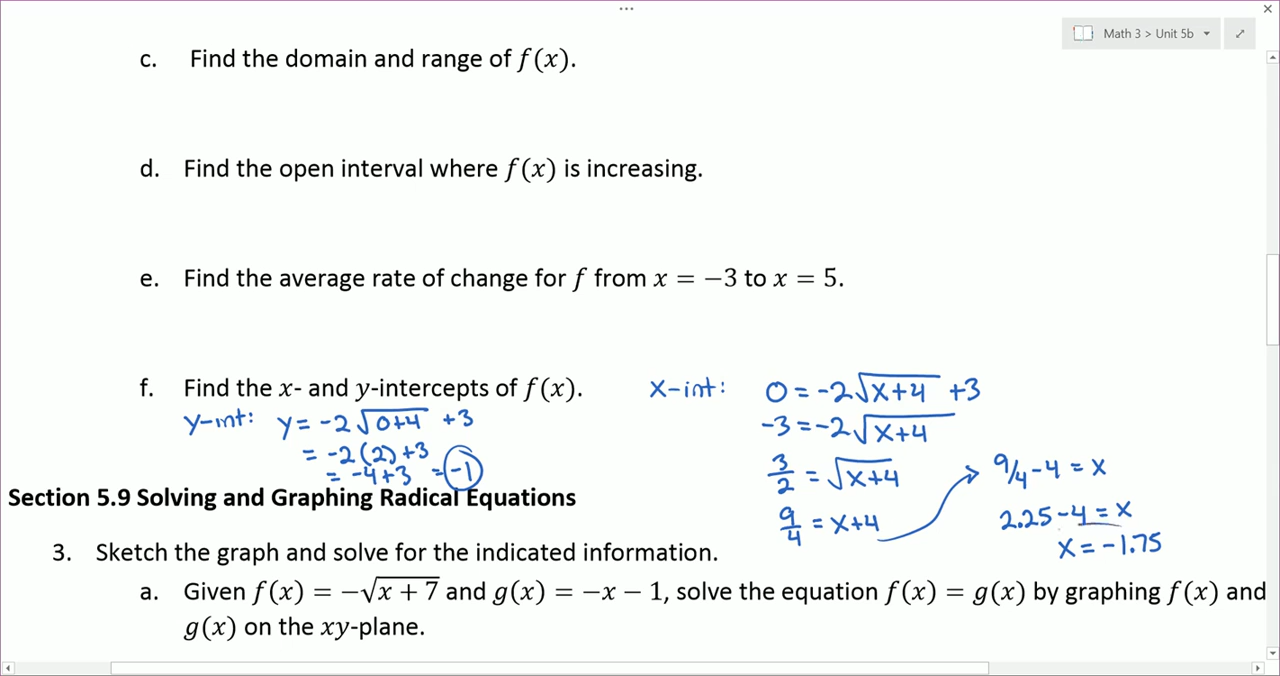 Math 3 > Unit 5b
c. Find the domain and range of f(x).
d. Find the open interval where f(x) is increasing.
e. Find the average rate of change for f from x = −3 to x = 5.
f. Find the x- and y-intercepts of f(x).
y-int: y = -2√(0+4) +3
= -2(2)+3
= -4+3 = -1
x-int: 0 = -2√(x+4) +3
-3 = -2√(x+4)
3/2 = √(x+4)
9/4 = x+4
9/4 - 4 = x
2.25 - 4 = x
x = -1.75
Section 5.9 Solving and Graphing Radical Equations
3. Sketch the graph and solve for the indicated information.
a. Given f(x) = −√(x + 7) and g(x) = −x − 1, solve the equation f(x) = g(x) by graphing f(x) and
g(x) on the xy-plane.